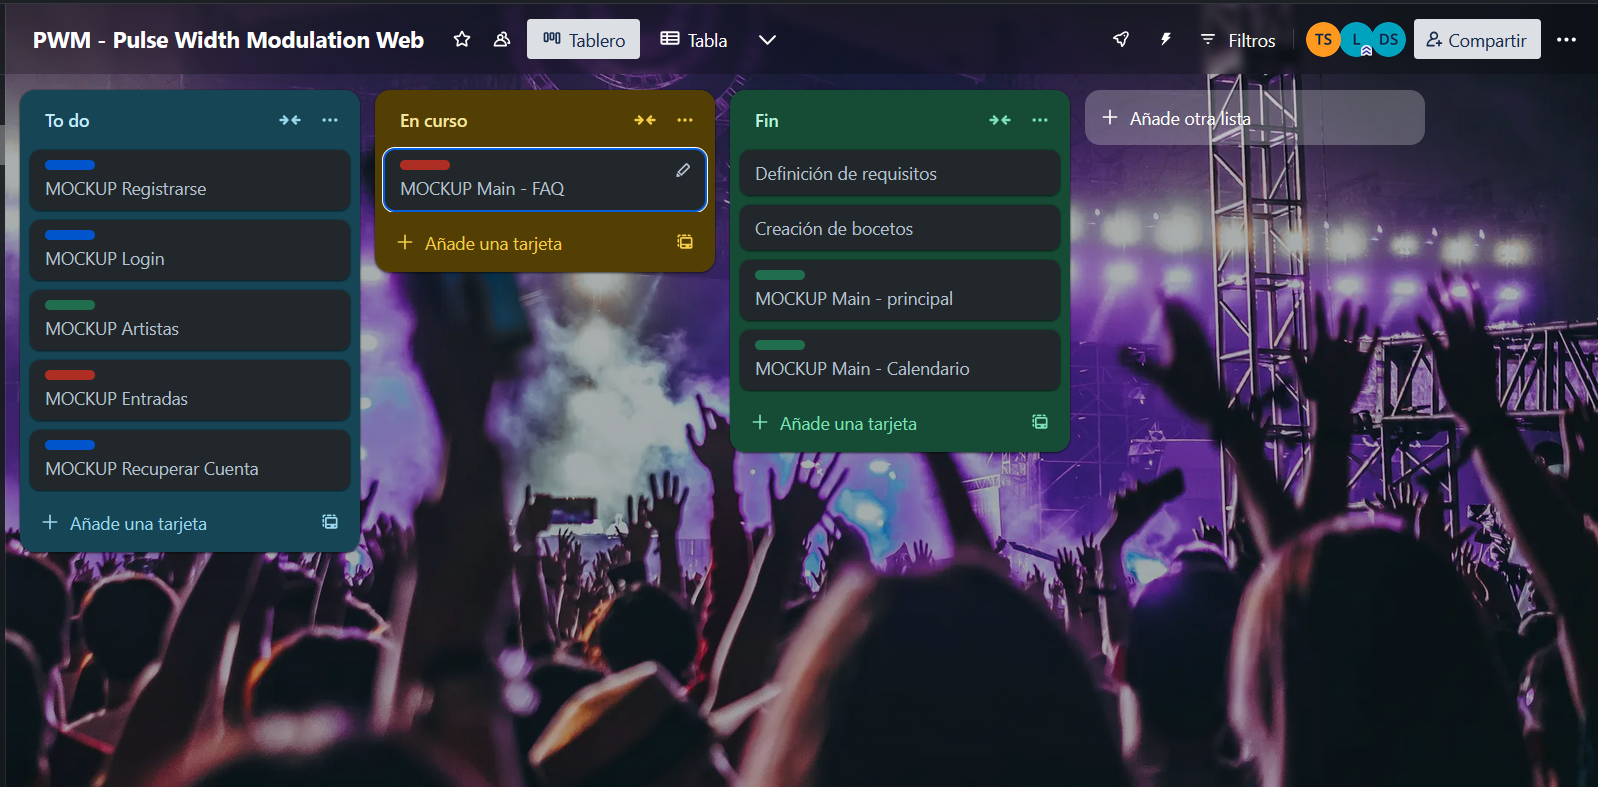 PWM - Pulse Width Modulation Web
Tablero
Tabla
Filtros
TS
L
DS
Compartir
To do
MOCKUP Registrarse
MOCKUP Login
MOCKUP Artistas
MOCKUP Entradas
MOCKUP Recuperar Cuenta
+ Añade una tarjeta
En curso
MOCKUP Main - FAQ
+ Añade una tarjeta
Fin
Definición de requisitos
Creación de bocetos
MOCKUP Main - principal
MOCKUP Main - Calendario
+ Añade una tarjeta
+ Añade otra lista